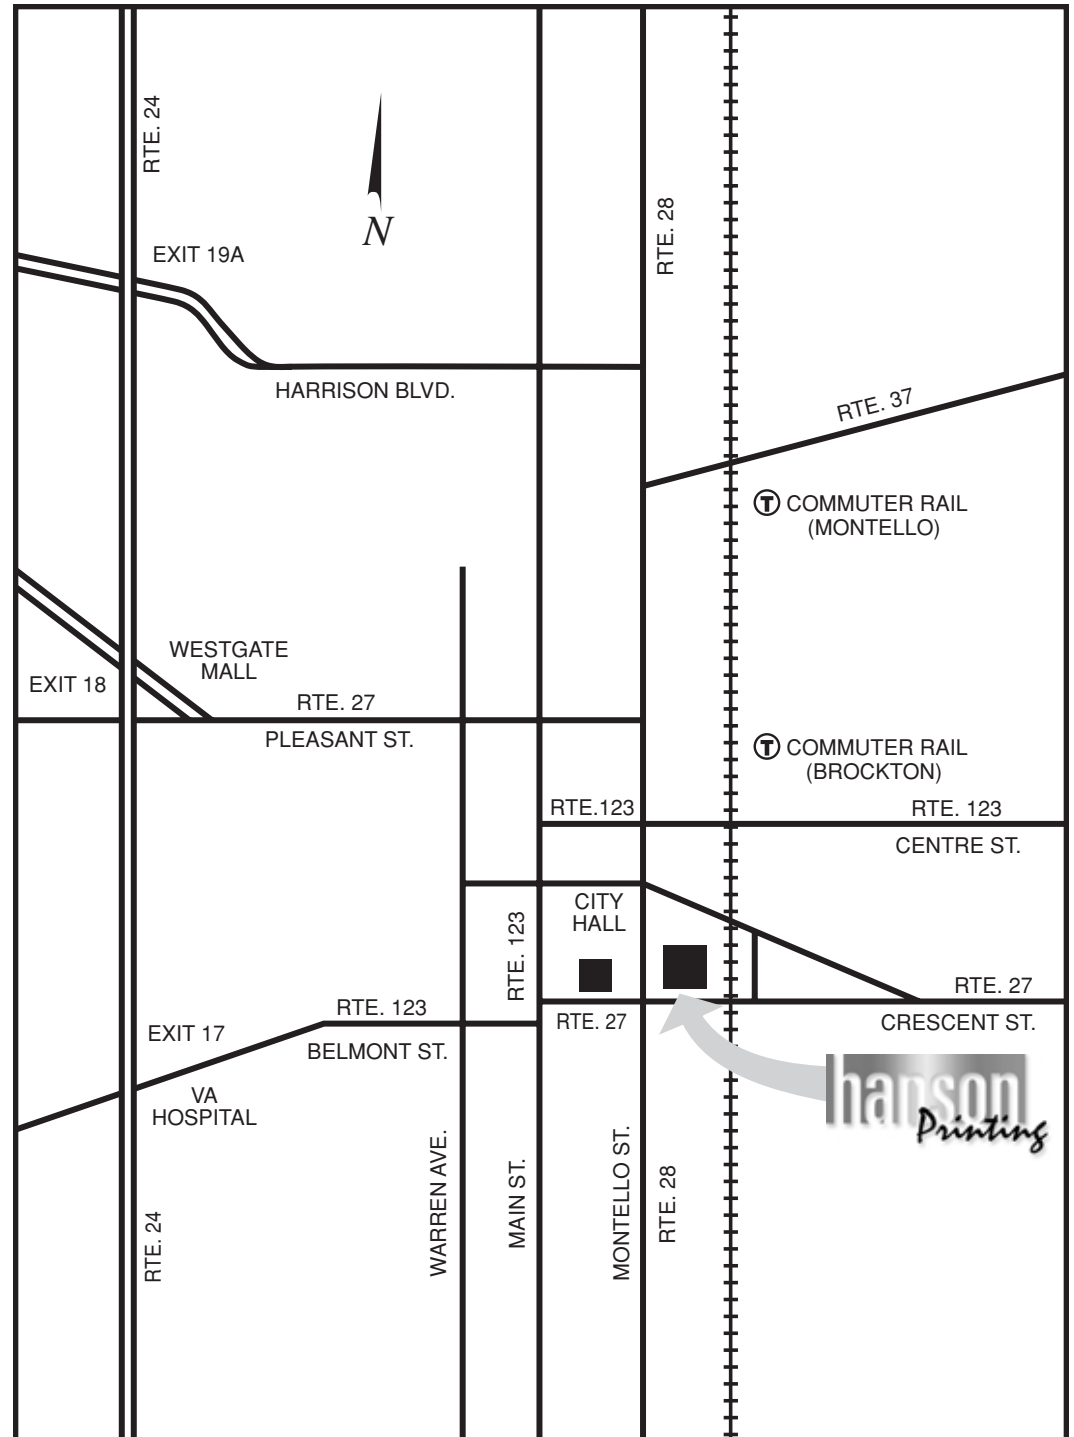 RTE. 24
N
RTE. 28
EXIT 19A
HARRISON BLVD.
RTE. 37
T COMMUTER RAIL
(MONTELLO)
WESTGATE
MALL
EXIT 18
RTE. 27
PLEASANT ST.
T COMMUTER RAIL
(BROCKTON)
RTE.123
RTE. 123
CENTRE ST.
CITY
HALL
RTE. 123
RTE. 27
RTE. 123
RTE. 27
CRESCENT ST.
EXIT 17
BELMONT ST.
VA
HOSPITAL
hanson
Printing
WARREN AVE.
MAIN ST.
MONTELLO ST.
RTE. 28
RTE. 24